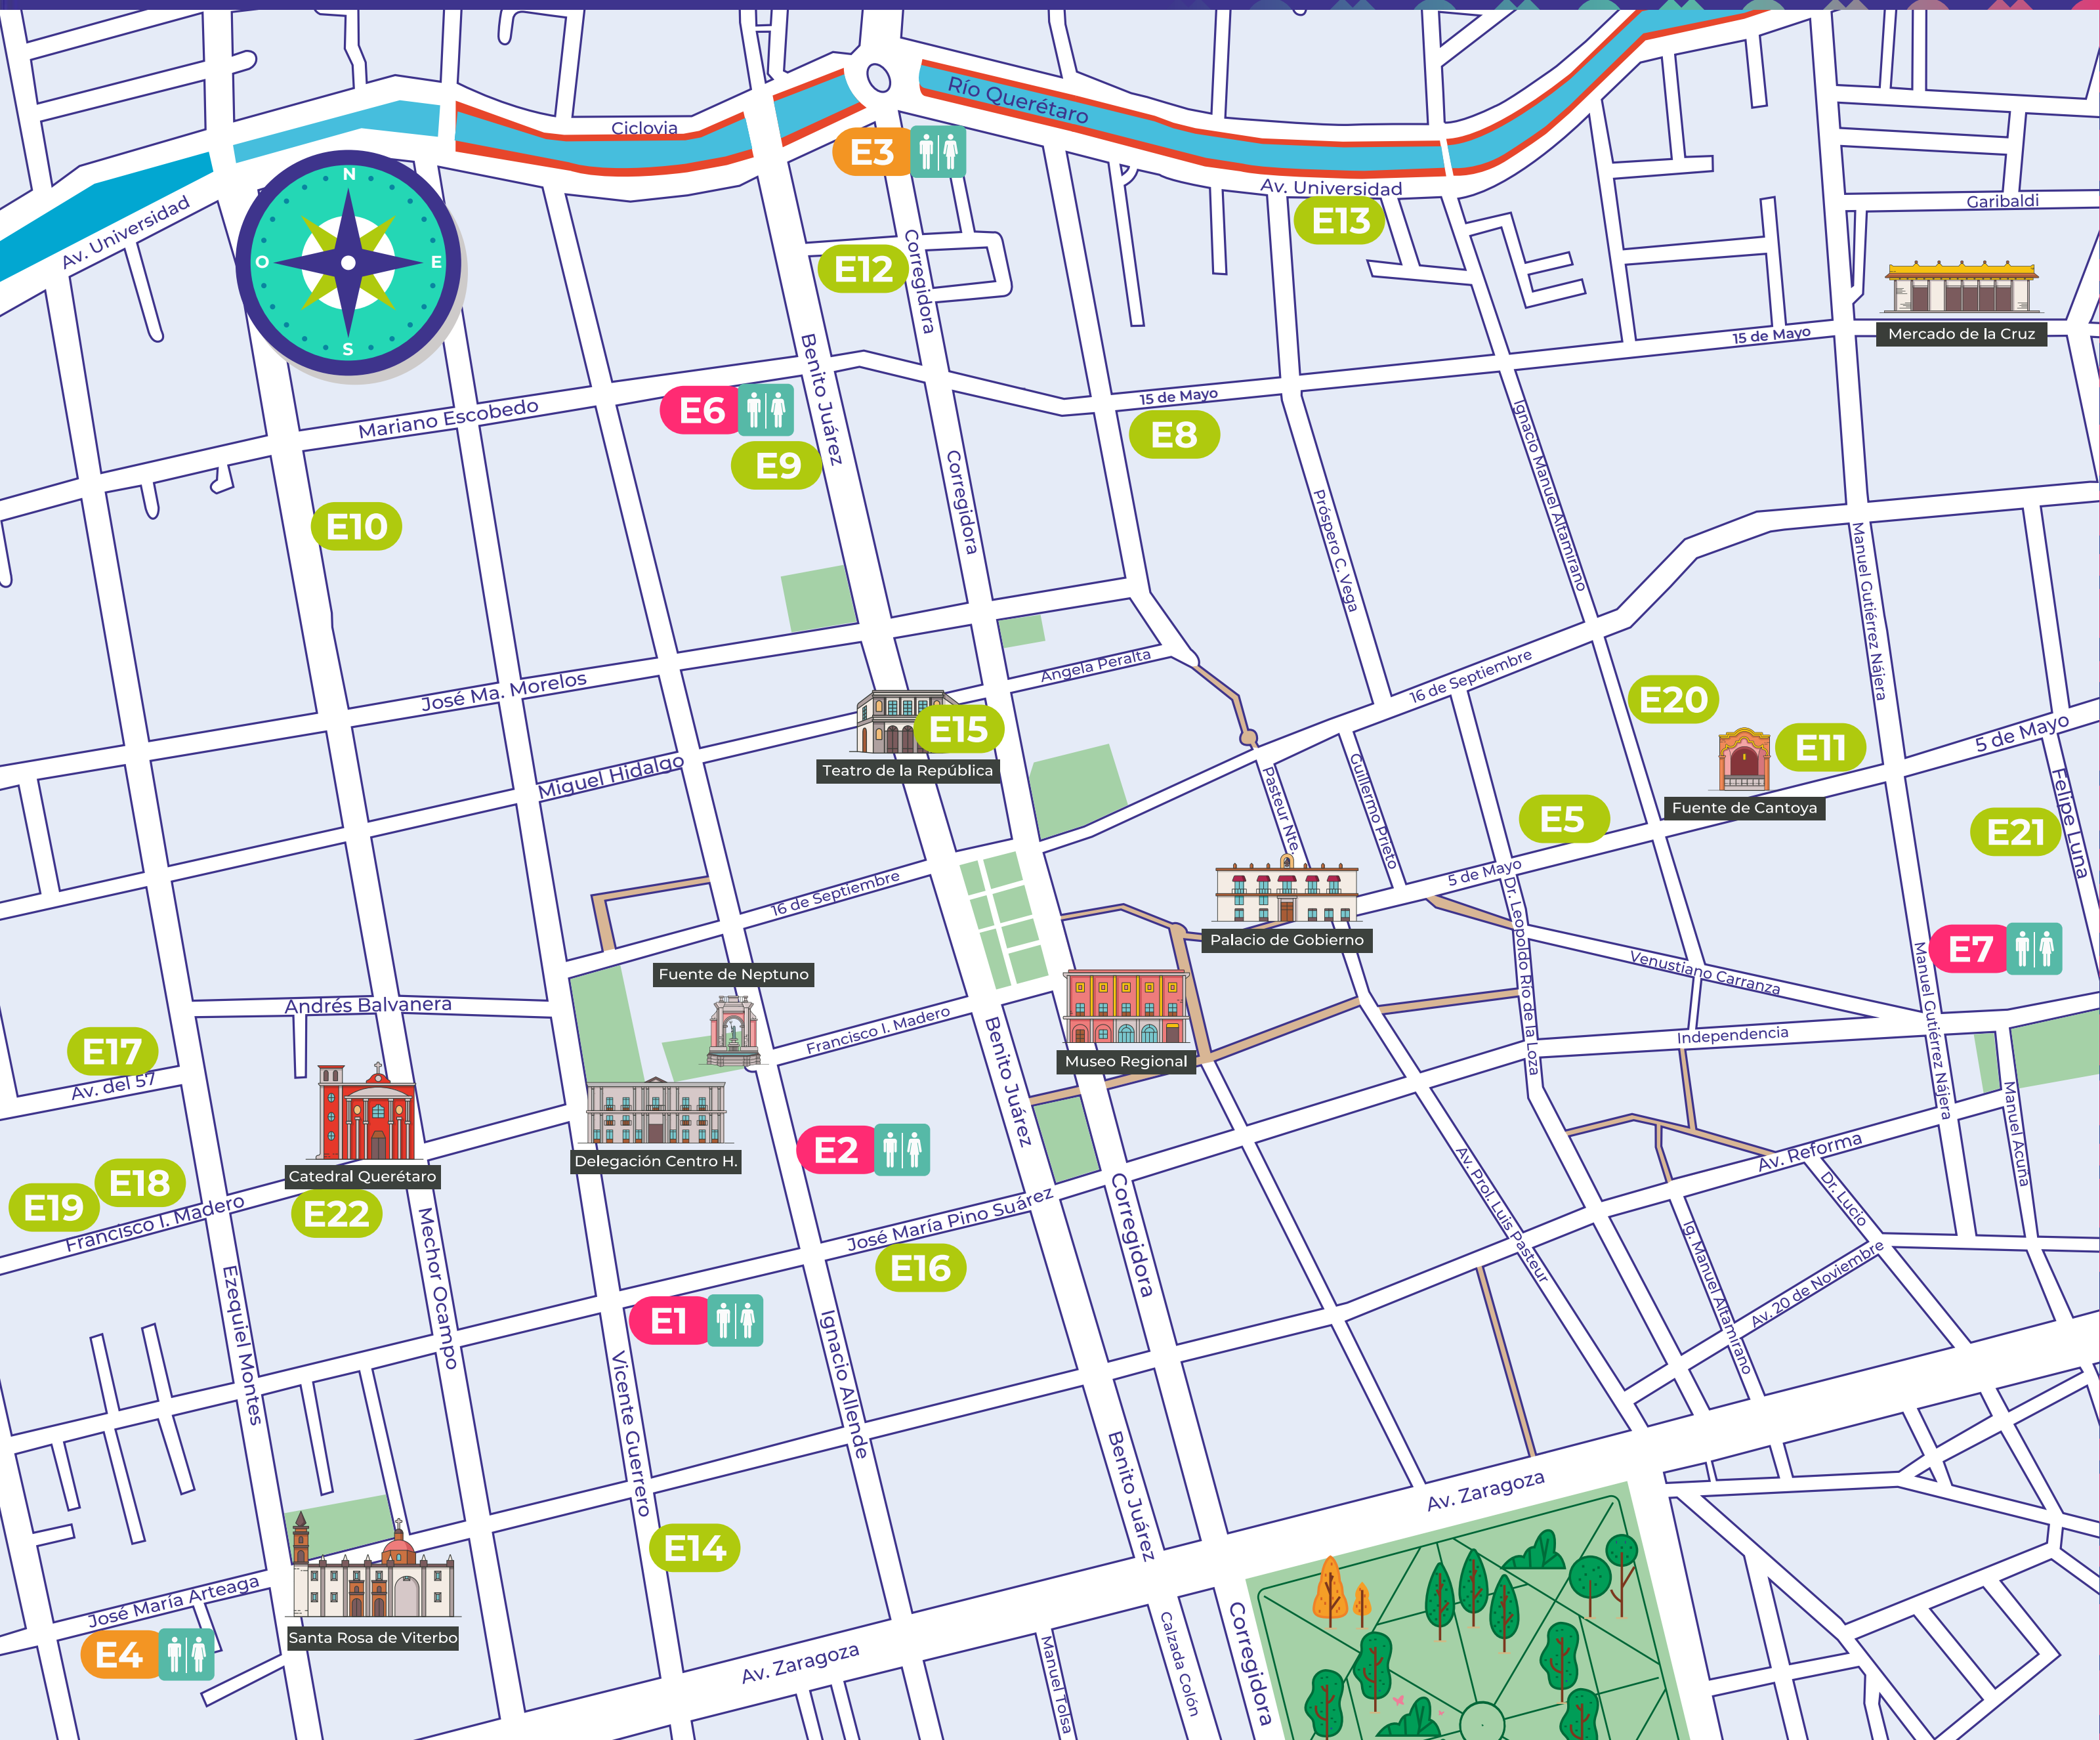 Río Querétaro
Ciclovia
E3
N
O
E
S
Av. Universidad
Av. Universidad
E13
Garibaldi
E12
Corregidora
Mercado de la Cruz
15 de Mayo
Benito Juárez
15 de Mayo
Mariano Escobedo
E6
E8
E9
Ignacio Manuel Altamirano
Corregidora
Próspero C. Vega
E10
Manuel Gutiérrez Nájera
Angela Peralta
16 de Septiembre
José Ma. Morelos
E20
E15
E11
5 de Mayo
Teatro de la República
Miguel Hidalgo
Pasteur Nte.
Guillermo Prieto
Fuente de Cantoya
E5
E21
Felipe Luna
5 de Mayo
16 de Septiembre
Dr. Leopoldo Rio de la Loza
Palacio de Gobierno
E7
Venustiano Carranza
Manuel Gutiérrez Nájera
Fuente de Neptuno
Andrés Balvanera
Francisco I. Madero
Benito Juárez
Independencia
E17
Av. del 57
Museo Regional
Manuel Acuna
Delegación Centro H.
E2
Av. Reforma
Catedral Querétaro
E18
E19
E22
Francisco I. Madero
José María Pino Suárez
Corregidora
Av. Prol. Luis Pasteur
Dr. Lucio
Ig. Manuel Altamirano
Av. 20 de Noviembre
E16
Mechor Ocampo
Ezequiel Montes
E1
Vicente Guerrero
Ignacio Allende
Benito Juárez
Av. Zaragoza
E14
José María Arteaga
Santa Rosa de Viterbo
E4
Av. Zaragoza
Manuel Tolsa
Calzada Colón
Corregidora